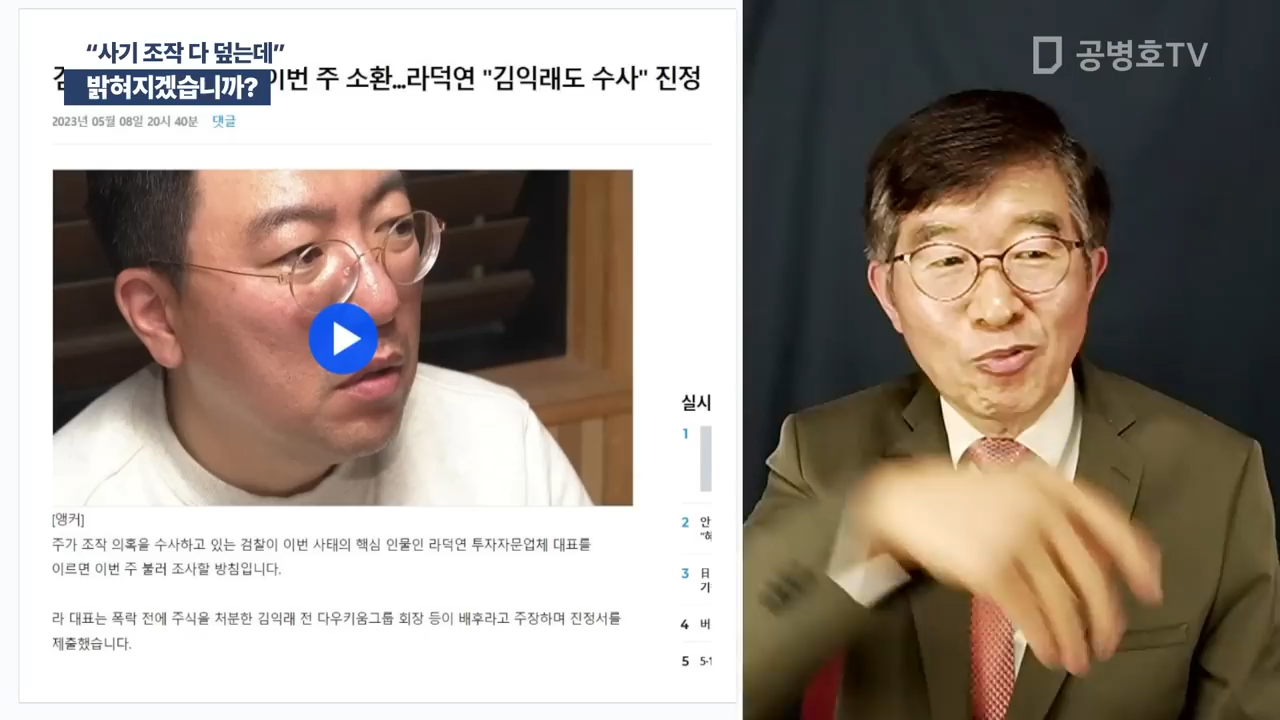 “사기 조작 다 덮는데”
밝혀지겠습니까?
이번 주 소환...라덕연 "김익래도 수사" 진정
2023년 05월 08일 20시 40분 댓글
공병호TV
[앵커]
주가 조작 의혹을 수사하고 있는 검찰이 이번 사태의 핵심 인물인 라덕연 투자자문업체 대표를
이르면 이번 주 불러 조사할 방침입니다.
라 대표는 폭락 전에 주식을 처분한 김익래 전 다우키움그룹 회장 등이 배후라고 주장하며 진정서를
제출했습니다.
실시
1
2 안
3 日
기
4 버
5 5·1